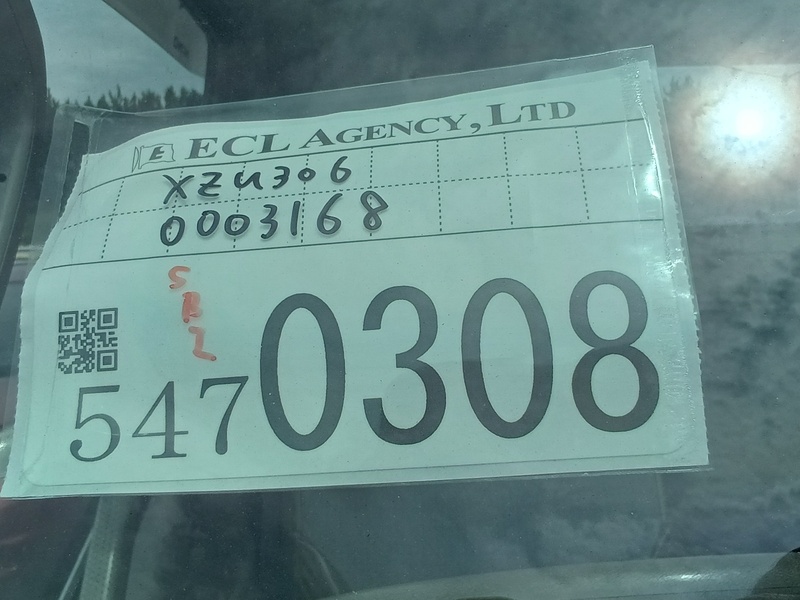 E ECL AGENCY, LTD
XZU306
0003168
SBZ
5470308